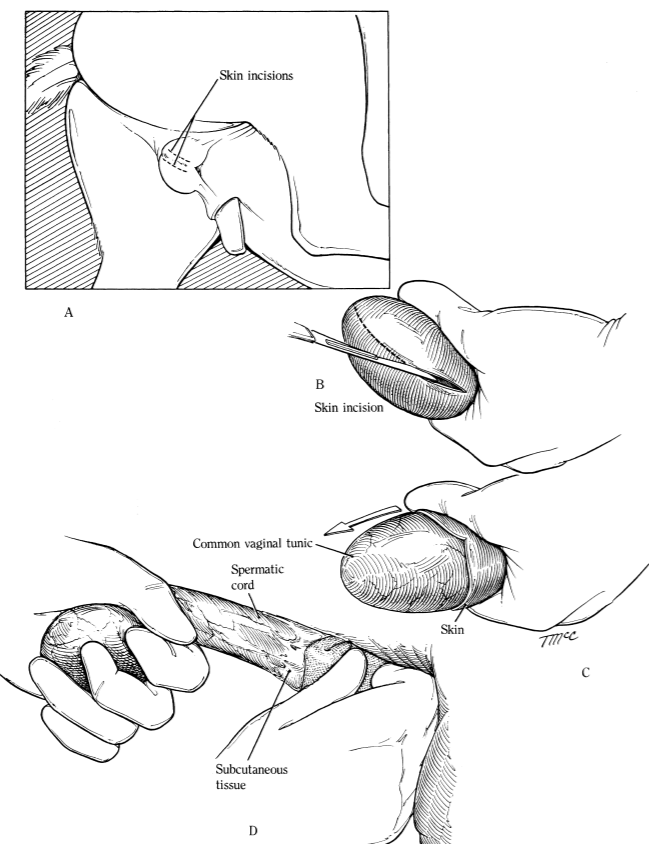 Skin incisions
A
B
Skin incision
Common vaginal tunic
Spermatic
cord
Skin
TMcC
C
Subcutaneous
tissue
D